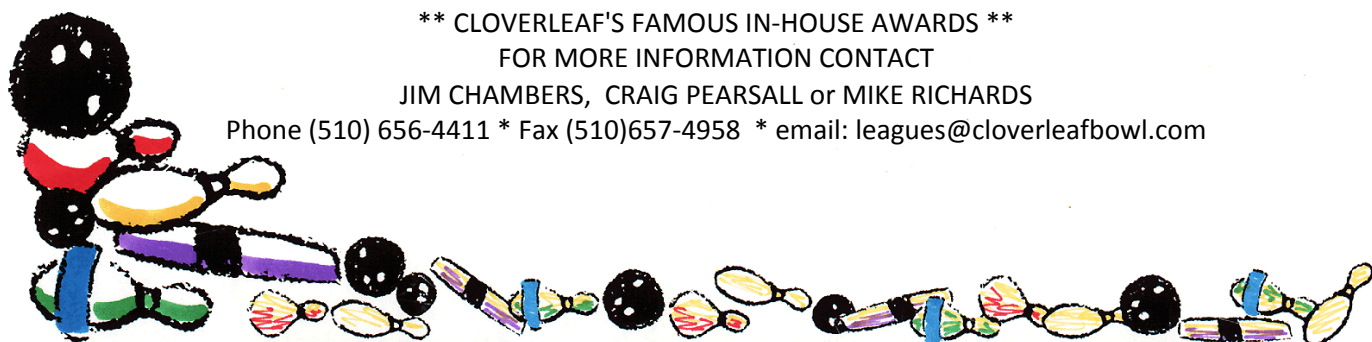 ** CLOVERLEAF'S FAMOUS IN-HOUSE AWARDS **
FOR MORE INFORMATION CONTACT
JIM CHAMBERS, CRAIG PEARSALL or MIKE RICHARDS
Phone (510) 656-4411 * Fax (510)657-4958 * email: leagues@cloverleafbowl.com